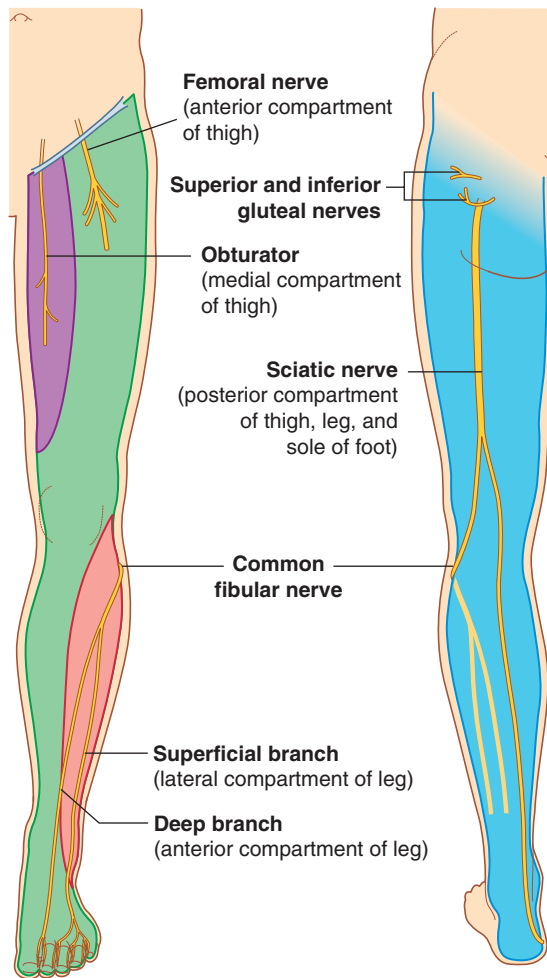 Femoral nerve
(anterior compartment
of thigh)
Superior and inferior
gluteal nerves
Obturator
(medial compartment
of thigh)
Sciatic nerve
(posterior compartment
of thigh, leg, and
sole of foot)
Common
fibular nerve
Superficial branch
(lateral compartment of leg)
Deep branch
(anterior compartment of leg)